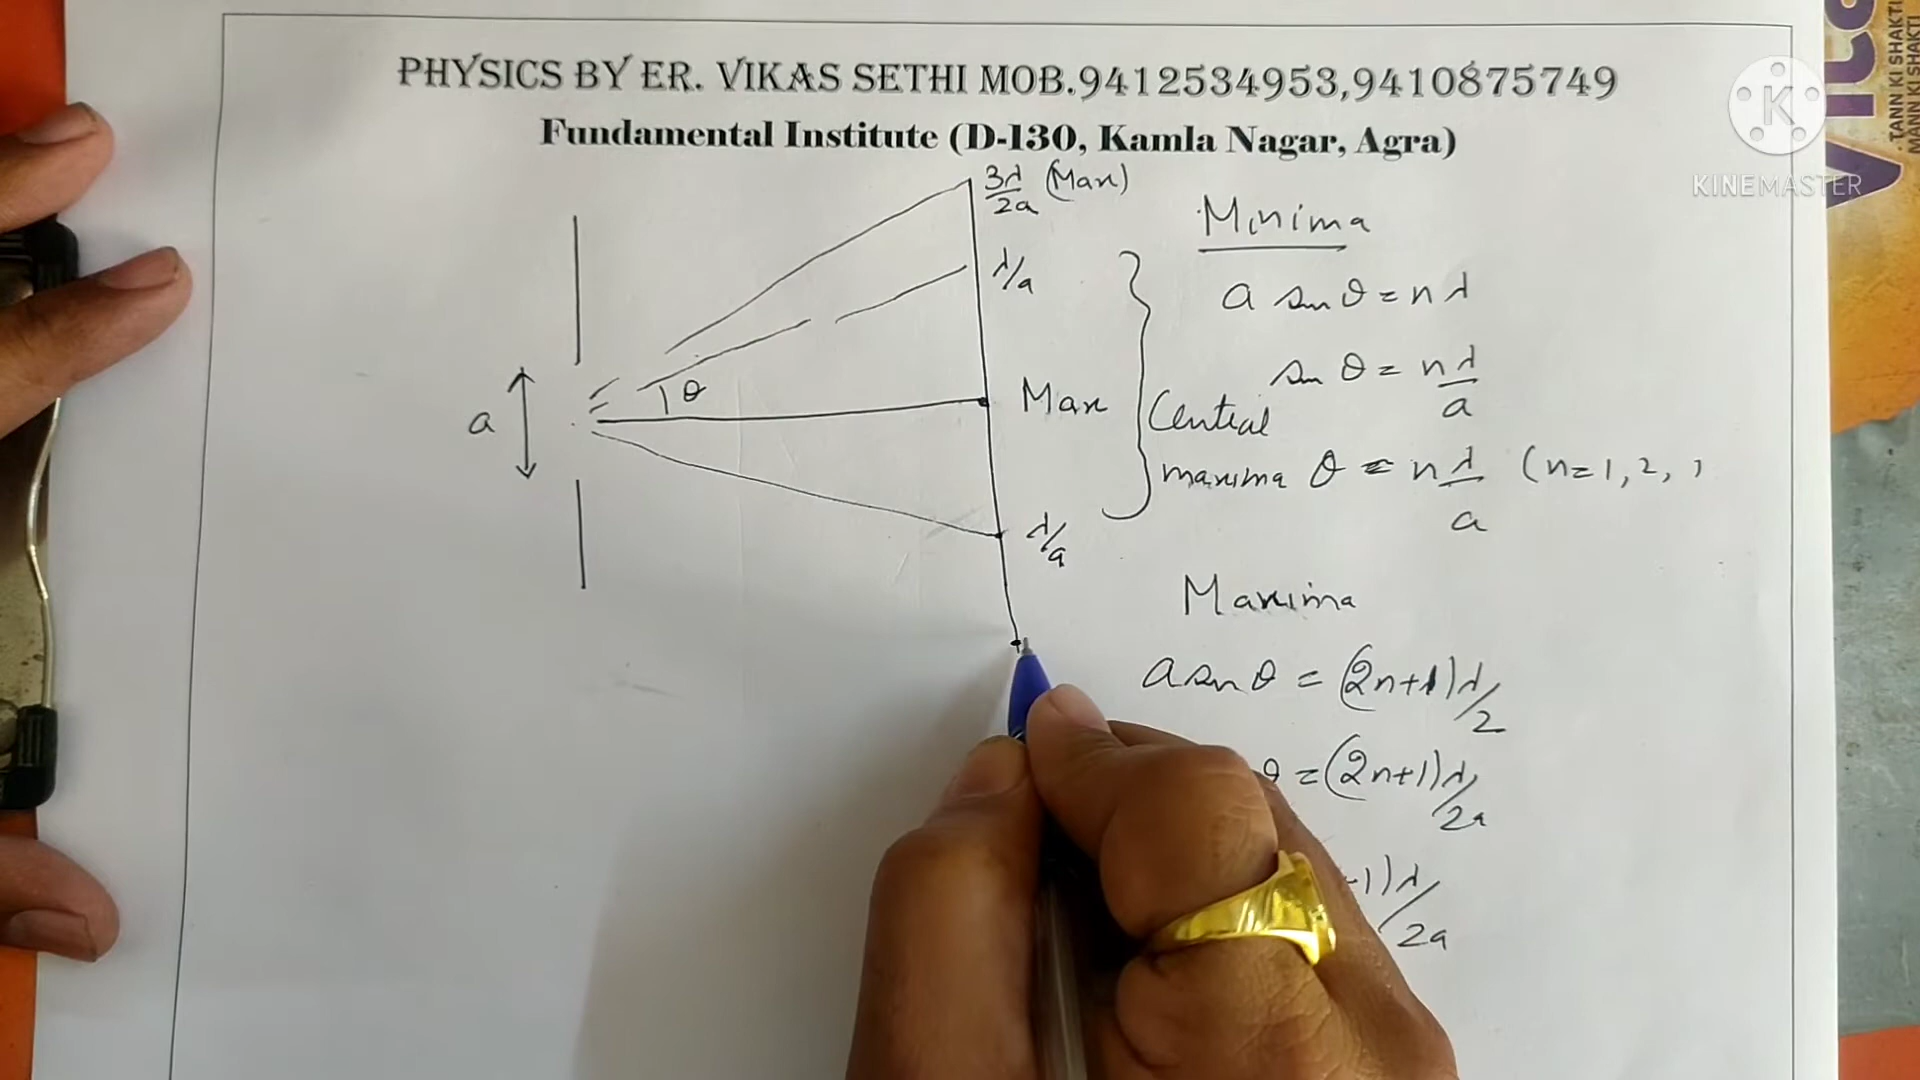 PHYSICS BY ER. VIKAS SETHI MOB.9412534953,9410875749
Fundamental Institute (D-130, Kamla Nagar, Agra)
K
KINEMASTER
TANN KI SHAKTI
MANN KI SHAKTI
3λ/2a (Max)
λ/a
θ
a
Max
Central
maxima
λ/a
Minima
a sin θ = nλ
sin θ = nλ/a
θ = nλ/a (n=1, 2, )
Maxima
a sin θ = (2n+1)λ/2
θ = (2n+1)λ/2a
+1)λ/2a